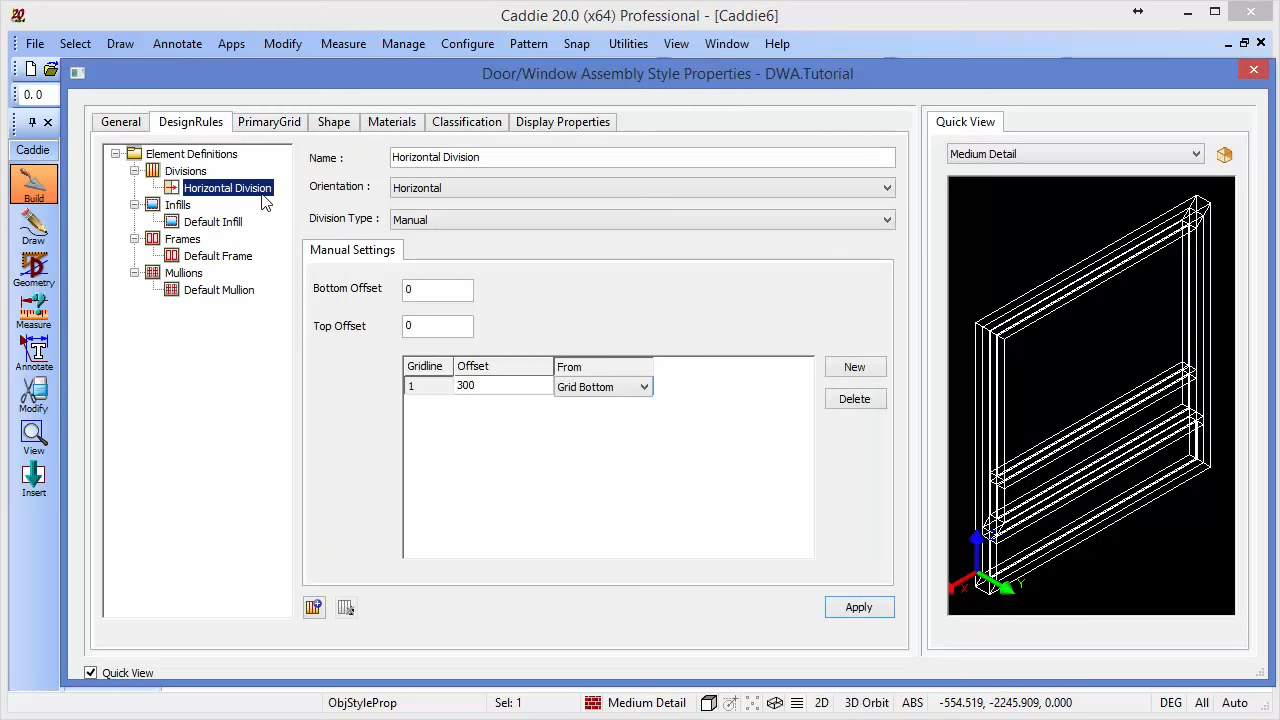 Caddie 20.0 (x64) Professional - [Caddie6]
File Select Draw Annotate Apps Modify Measure Manage Configure Pattern Snap Utilities View Window Help
0. 0
Door/Window Assembly Style Properties - DWA.Tutorial
General DesignRules PrimaryGrid Shape Materials Classification Display Properties
Quick View
Caddie
Build
Draw
Geometry
Measure
Annotate
Modify
View
Insert
Element Definitions
Divisions
Horizontal Division
Infills
Default Infill
Frames
Default Frame
Mullions
Default Mullion
Name : Horizontal Division
Orientation : Horizontal
Division Type : Manual
Manual Settings
Bottom Offset 0
Top Offset 0
Gridline Offset From
1 300 Grid Bottom
New
Delete
Apply
Medium Detail
X Y
Quick View
ObjStyleProp Sel: 1 Medium Detail 2D 3D Orbit ABS -554.519, -2245.089, 0.000 DEG All Auto